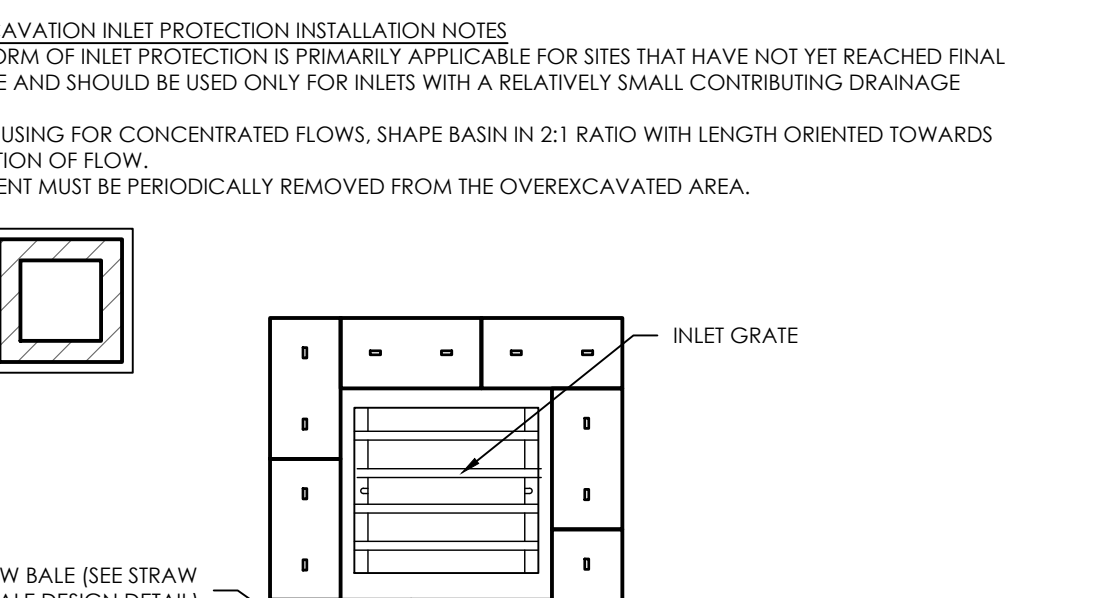 AVATION INLET PROTECTION INSTALLATION NOTES
ORM OF INLET PROTECTION IS PRIMARILY APPLICABLE FOR SITES THAT HAVE NOT YET REACHED FINAL
E AND SHOULD BE USED ONLY FOR INLETS WITH A RELATIVELY SMALL CONTRIBUTING DRAINAGE
USING FOR CONCENTRATED FLOWS, SHAPE BASIN IN 2:1 RATIO WITH LENGTH ORIENTED TOWARDS
TION OF FLOW.
ENT MUST BE PERIODICALLY REMOVED FROM THE OVEREXCAVATED AREA.
INLET GRATE
W BALE (SEE STRAW
ALE DESIGN DETAIL)